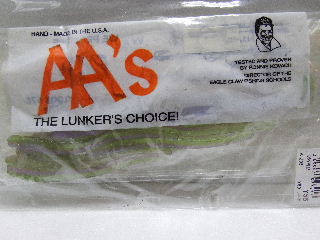 HAND - MADE IN THE U.S.A.
AA's
THE LUNKER'S CHOICE!
TESTED AND PROVEN
BY RONNIE KOVACH
DIRECTOR OF THE
EAGLE CLAW FISHING SCHOOLS